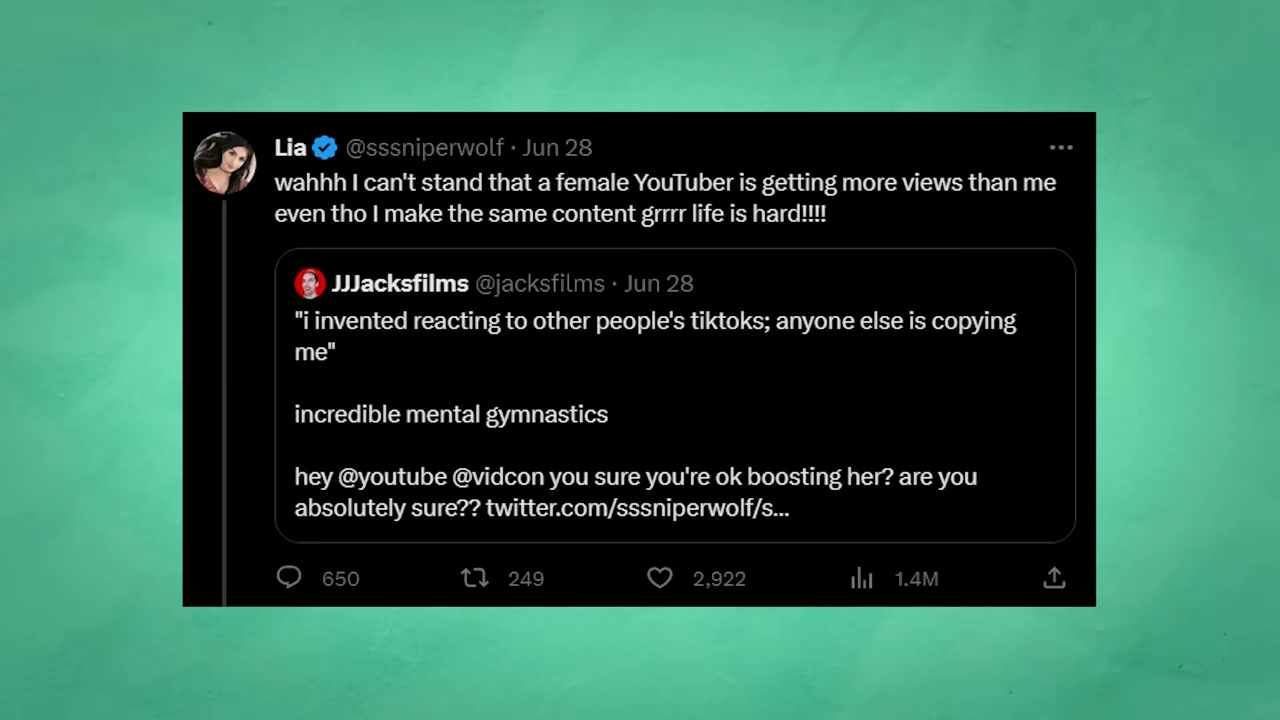 Lia @sssniperwolf · Jun 28
wahhh I can't stand that a female YouTuber is getting more views than me
even tho I make the same content grrrr life is hard!!!!
JJJacksfilms @jacksfilms · Jun 28
"i invented reacting to other people's tiktoks; anyone else is copying
me"
incredible mental gymnastics
hey @youtube @vidcon you sure you're ok boosting her? are you
absolutely sure?? twitter.com/sssniperwolf/s...
650 249 2,922 1.4M